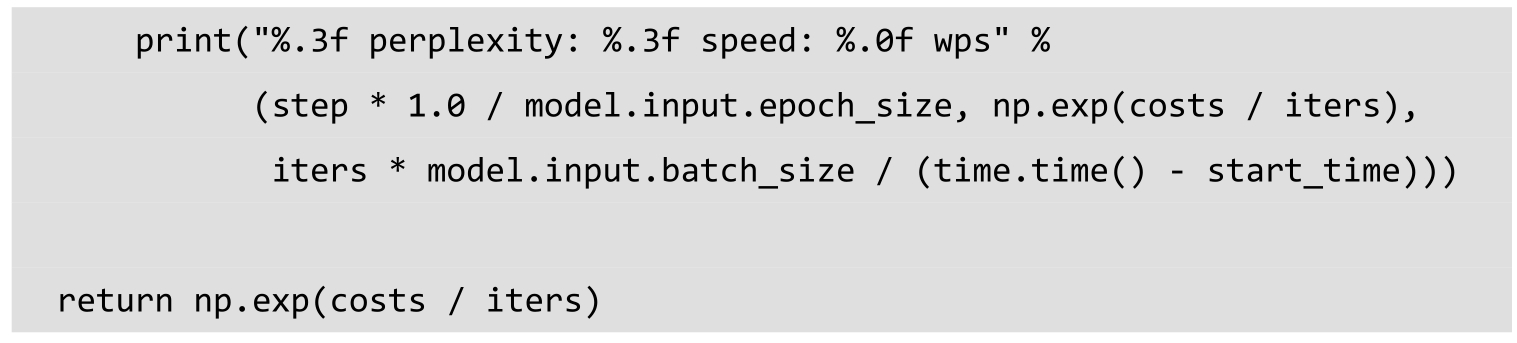 print("%.3f perplexity: %.3f speed: %.0f wps" %
(step * 1.0 / model.input.epoch_size, np.exp(costs / iters),
iters * model.input.batch_size / (time.time() - start_time)))
return np.exp(costs / iters)